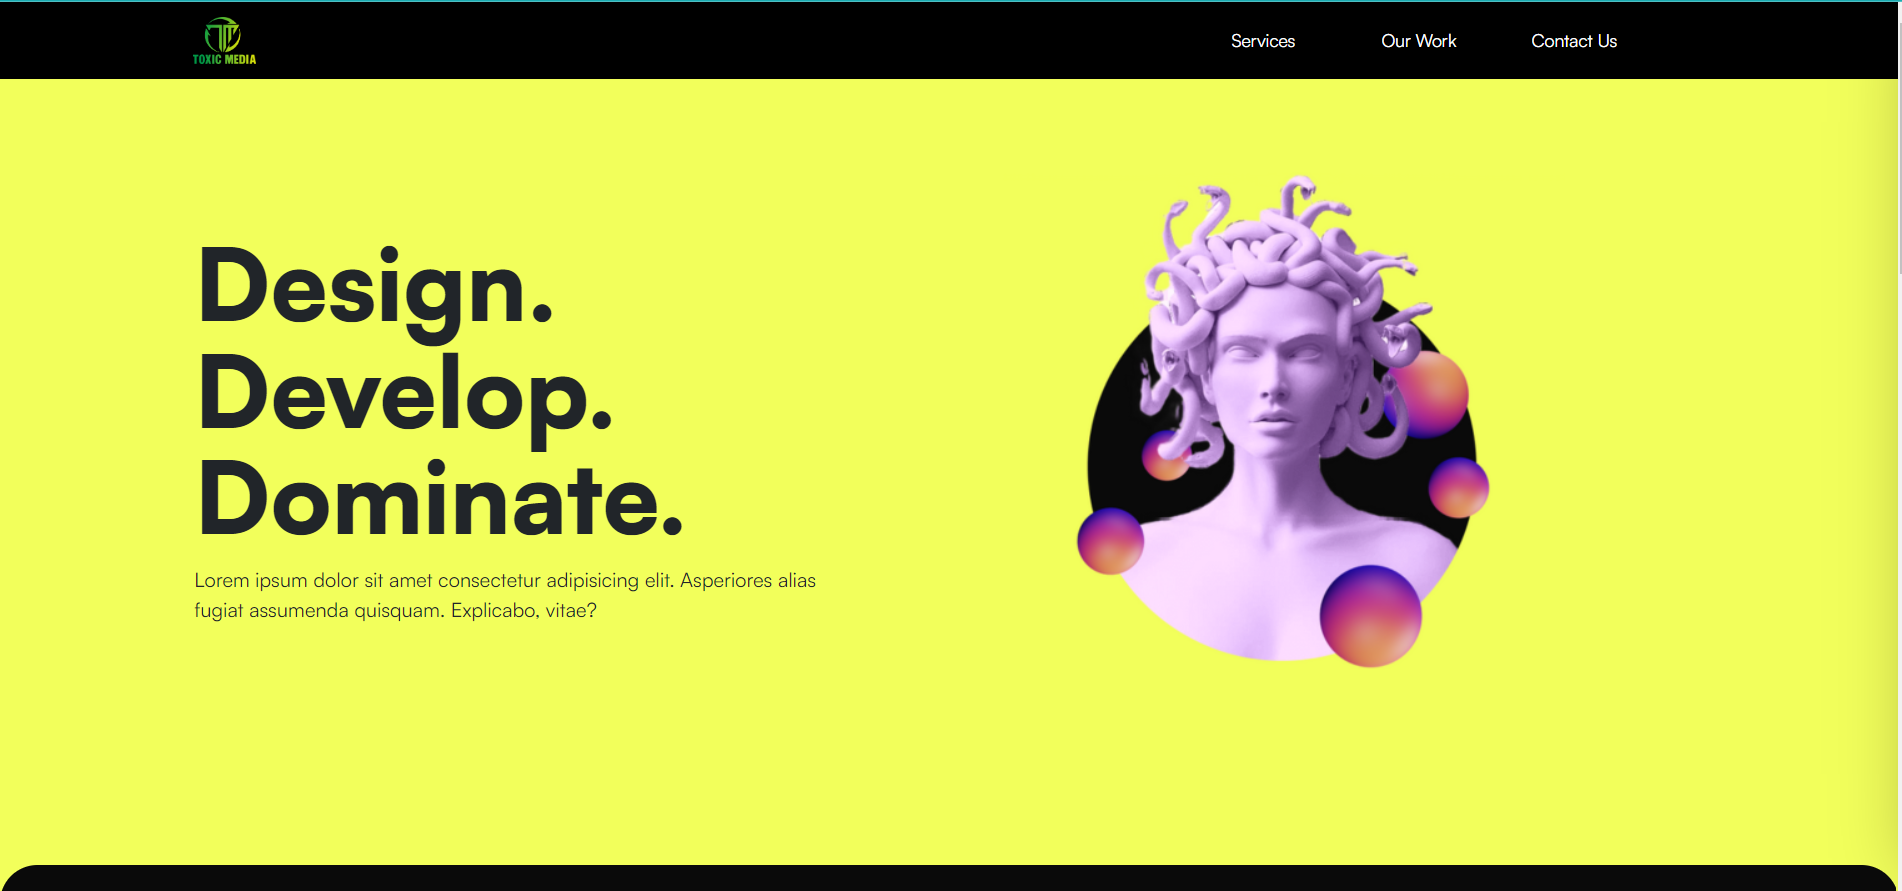 TOXIC MEDIA
Services
Our Work
Contact Us
Design.
Develop.
Dominate.
Lorem ipsum dolor sit amet consectetur adipisicing elit. Asperiores alias
fugiat assumenda quisquam. Explicabo, vitae?